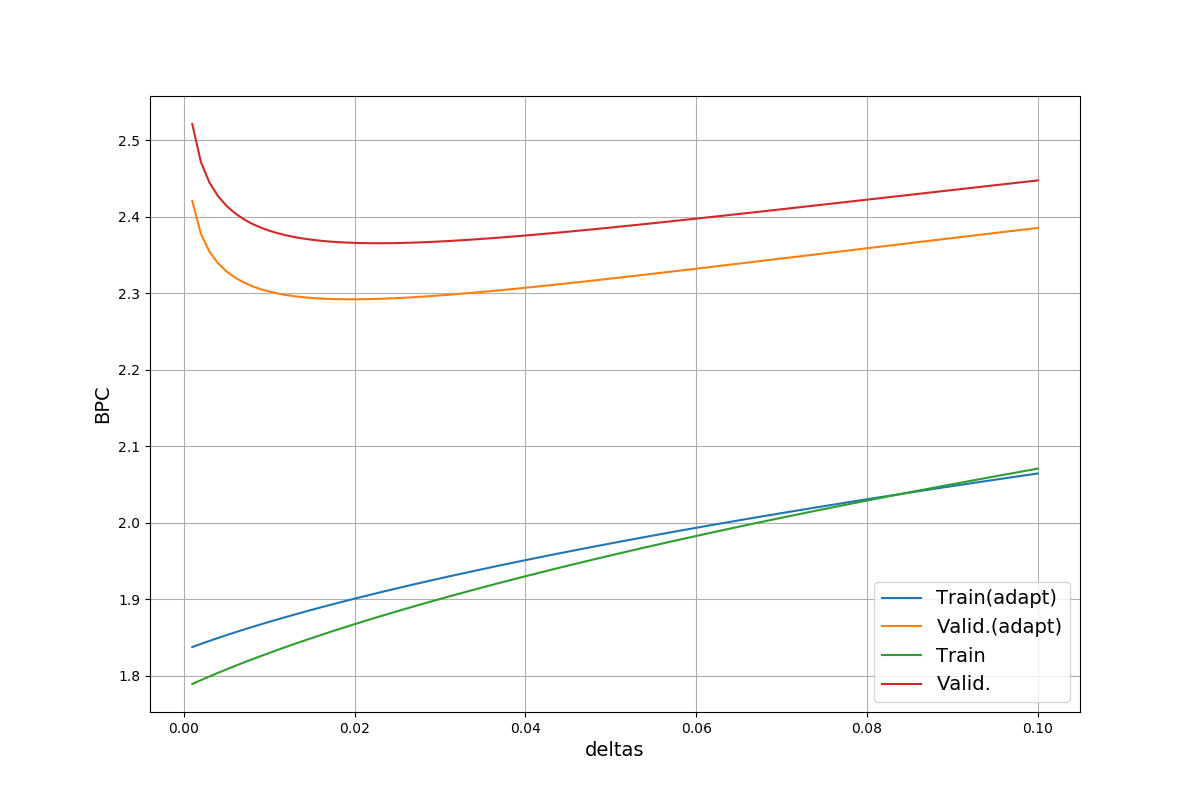 2.5
2.4
2.3
2.2
2.1
2.0
1.9
1.8
BPC
0.00 0.02 0.04 0.06 0.08 0.10
deltas
Train(adapt)
Valid.(adapt)
Train
Valid.